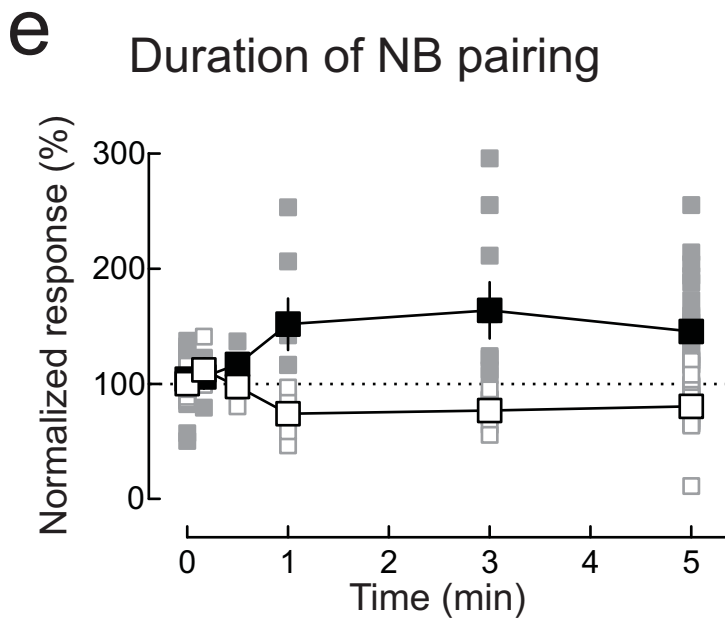 e
Duration of NB pairing
Normalized response (%)
300
200
100
0
0 1 2 3 4 5
Time (min)